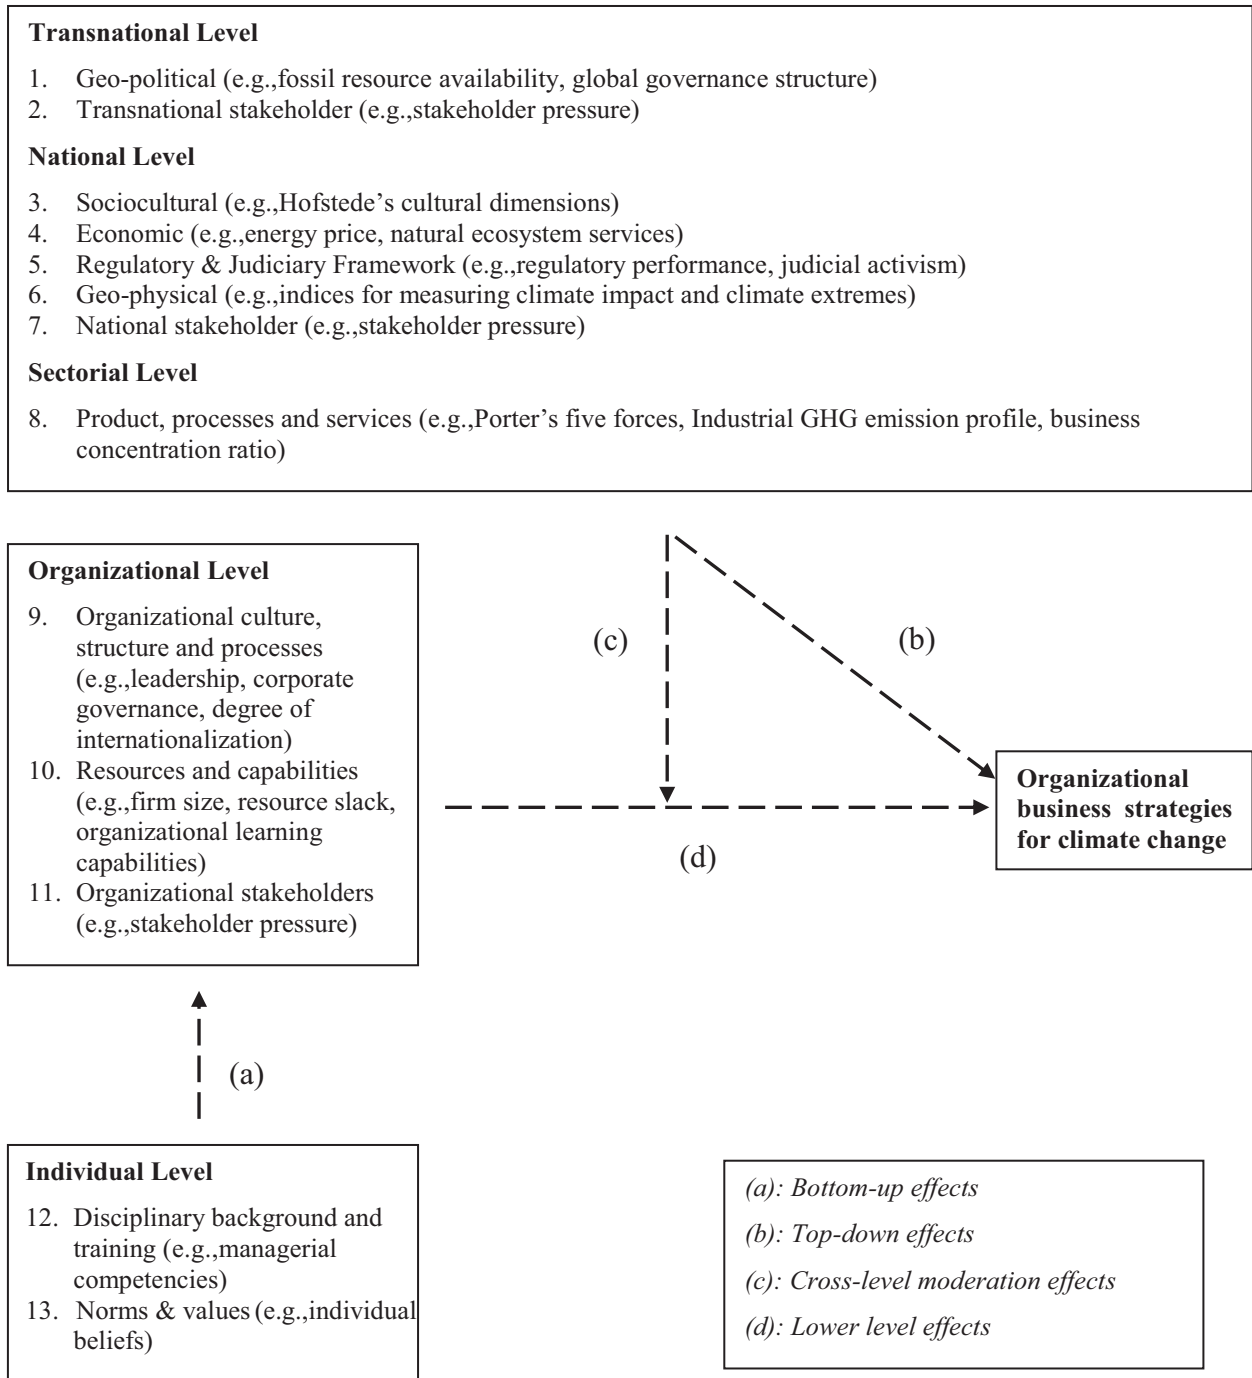 Transnational Level
1. Geo-political (e.g.,fossil resource availability, global governance structure)
2. Transnational stakeholder (e.g.,stakeholder pressure)
National Level
3. Sociocultural (e.g.,Hofstede’s cultural dimensions)
4. Economic (e.g.,energy price, natural ecosystem services)
5. Regulatory & Judiciary Framework (e.g.,regulatory performance, judicial activism)
6. Geo-physical (e.g.,indices for measuring climate impact and climate extremes)
7. National stakeholder (e.g.,stakeholder pressure)
Sectorial Level
8. Product, processes and services (e.g.,Porter’s five forces, Industrial GHG emission profile, business
concentration ratio)
Organizational Level
9. Organizational culture,
structure and processes
(e.g.,leadership, corporate
governance, degree of
internationalization)
10. Resources and capabilities
(e.g.,firm size, resource slack,
organizational learning
capabilities)
11. Organizational stakeholders
(e.g.,stakeholder pressure)
(c)
(b)
(d)
Organizational
business strategies
for climate change
(a)
Individual Level
12. Disciplinary background and
training (e.g.,managerial
competencies)
13. Norms & values (e.g.,individual
beliefs)
(a): Bottom-up effects
(b): Top-down effects
(c): Cross-level moderation effects
(d): Lower level effects